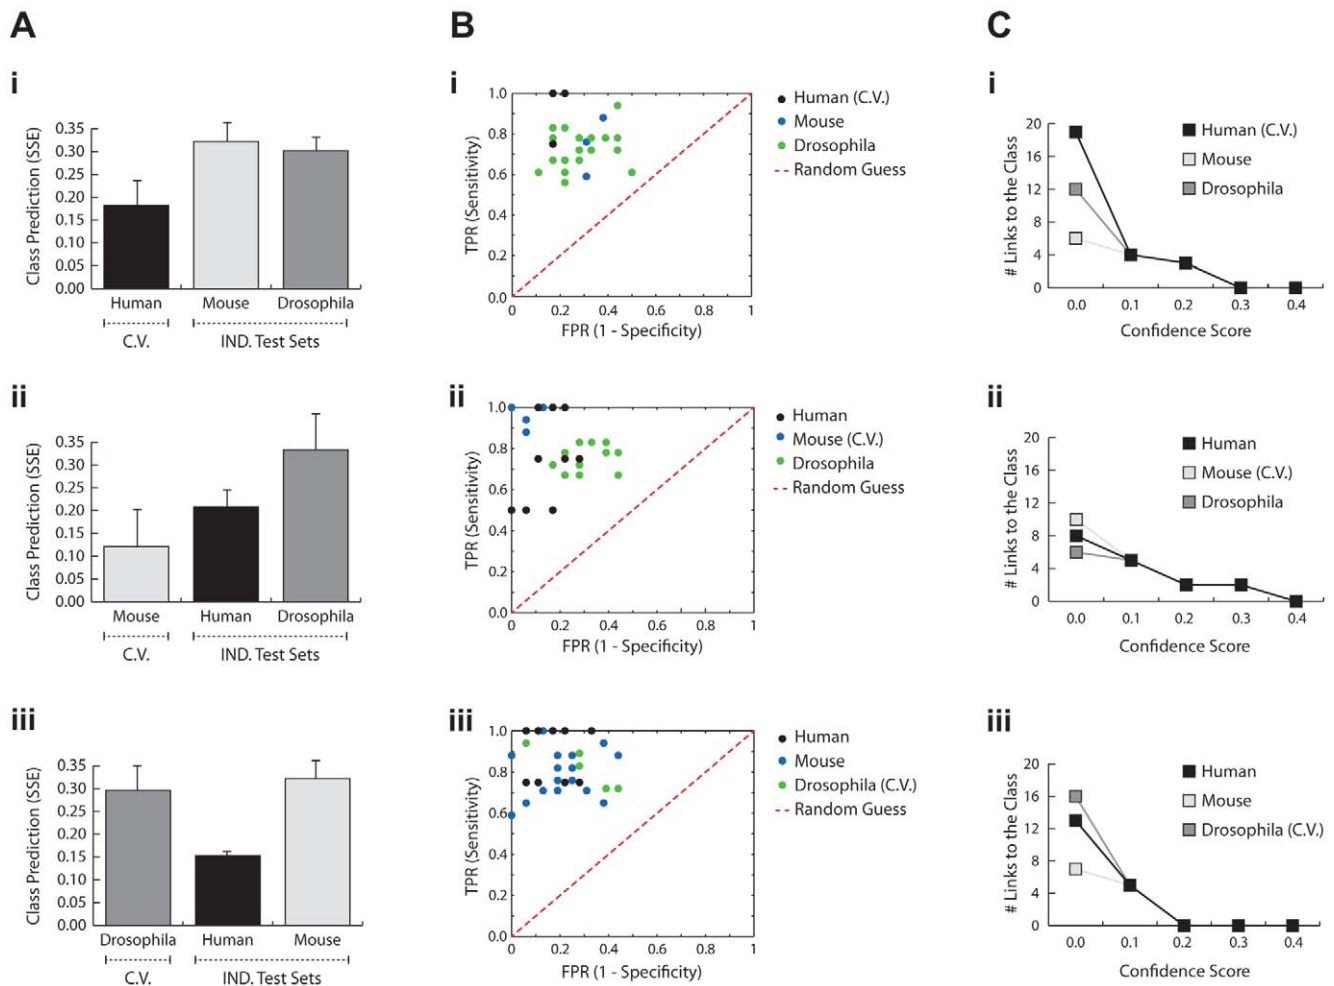 A
B
C
i
Class Prediction (SSE)
0.35
0.30
0.20
0.15
0.10
0.05
0.00
Human
Mouse
Drosophila
C.V.
IND. Test Sets
i
TPR (Sensitivity)
1.0
0.8
0.6
0.4
0.2
0.0
0
0.2
0.4
0.6
0.8
1
FPR (1 - Specificity)
Human (C.V.)
Mouse
Drosophila
Random Guess
i
# Links to the Class
20
16
12
8
4
0
0.0
0.1
0.2
0.3
0.4
Confidence Score
Human (C.V.)
Mouse
Drosophila
ii
Class Prediction (SSE)
0.35
0.30
0.25
0.20
0.15
0.10
0.05
0.00
Mouse
Human
Drosophila
C.V.
IND. Test Sets
ii
TPR (Sensitivity)
1.0
0.8
0.6
0.4
0.2
0.0
0
0.2
0.4
0.6
0.8
1
FPR (1 - Specificity)
Human
Mouse (C.V.)
Drosophila
Random Guess
ii
# Links to the Class
20
16
12
8
4
0
0.0
0.1
0.2
0.3
0.4
Confidence Score
Human
Mouse (C.V.)
Drosophila
iii
Class Prediction (SSE)
0.35
0.30
0.25
0.20
0.15
0.10
0.05
0.00
Drosophila
Human
Mouse
C.V.
IND. Test Sets
iii
TPR (Sensitivity)
1.0
0.8
0.6
0.4
0.2
0.0
0
0.2
0.4
0.6
0.8
1
FPR (1 - Specificity)
Human
Mouse
Drosophila (C.V.)
Random Guess
iii
# Links to the Class
20
16
12
8
4
0
0.0
0.1
0.2
0.3
0.4
Confidence Score
Human
Mouse
Drosophila (C.V.)